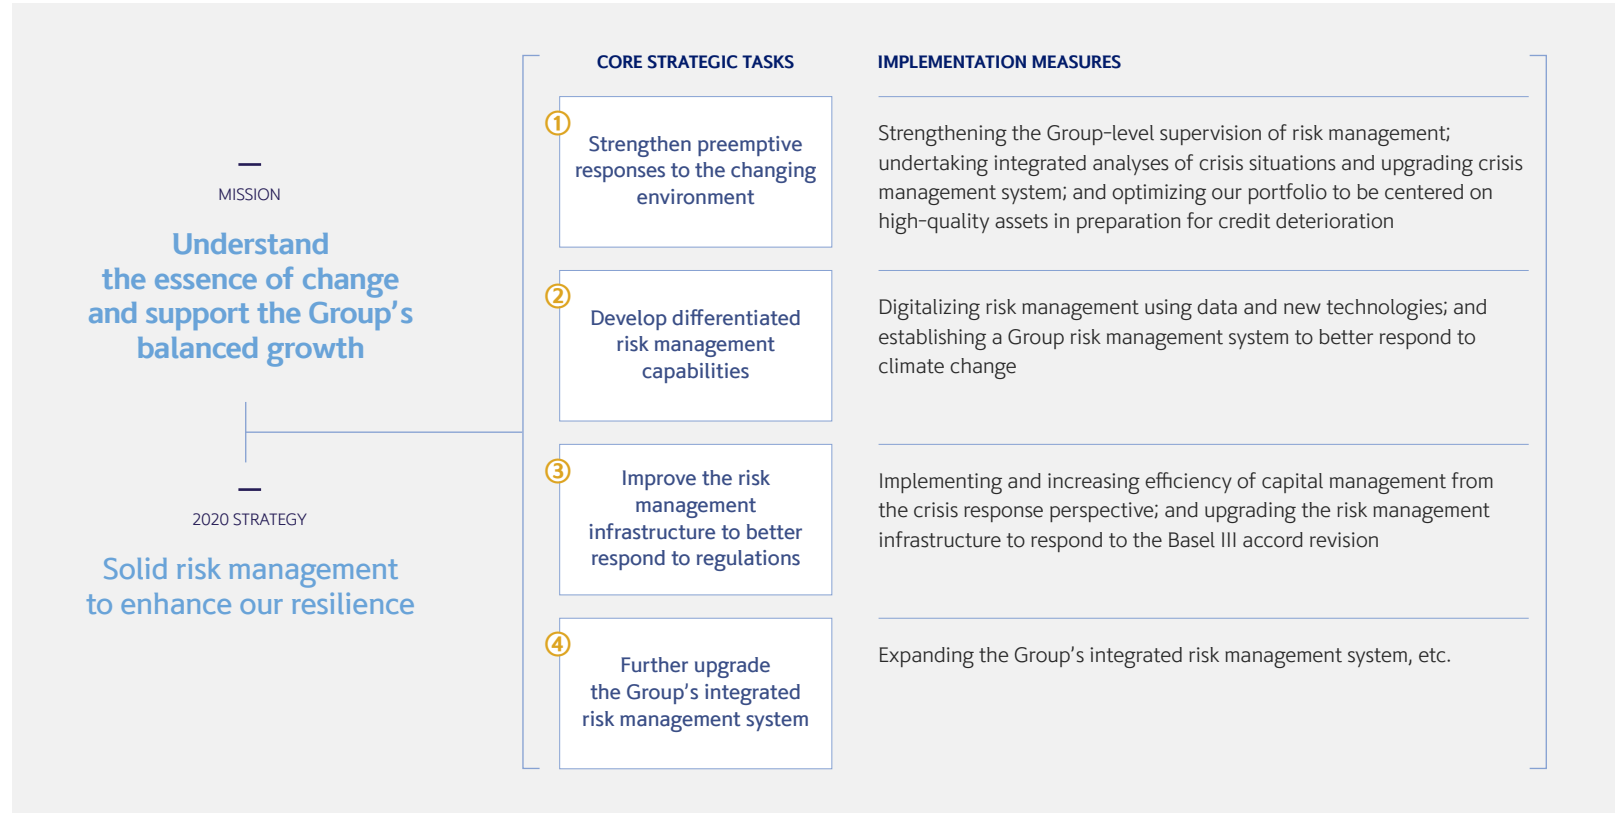 MISSION
Understand
the essence of change
and support the Group's
balanced growth
2020 STRATEGY
Solid risk management
to enhance our resilience
CORE STRATEGIC TASKS
IMPLEMENTATION MEASURES
①
Strengthen preemptive
responses to the changing
environment
Strengthening the Group-level supervision of risk management;
undertaking integrated analyses of crisis situations and upgrading crisis
management system; and optimizing our portfolio to be centered on
high-quality assets in preparation for credit deterioration
②
Develop differentiated
risk management
capabilities
Digitalizing risk management using data and new technologies; and
establishing a Group risk management system to better respond to
climate change
③
Improve the risk
management
infrastructure to better
respond to regulations
Implementing and increasing efficiency of capital management from
the crisis response perspective; and upgrading the risk management
infrastructure to respond to the Basel III accord revision
④
Further upgrade
the Group's integrated
risk management system
Expanding the Group's integrated risk management system, etc.